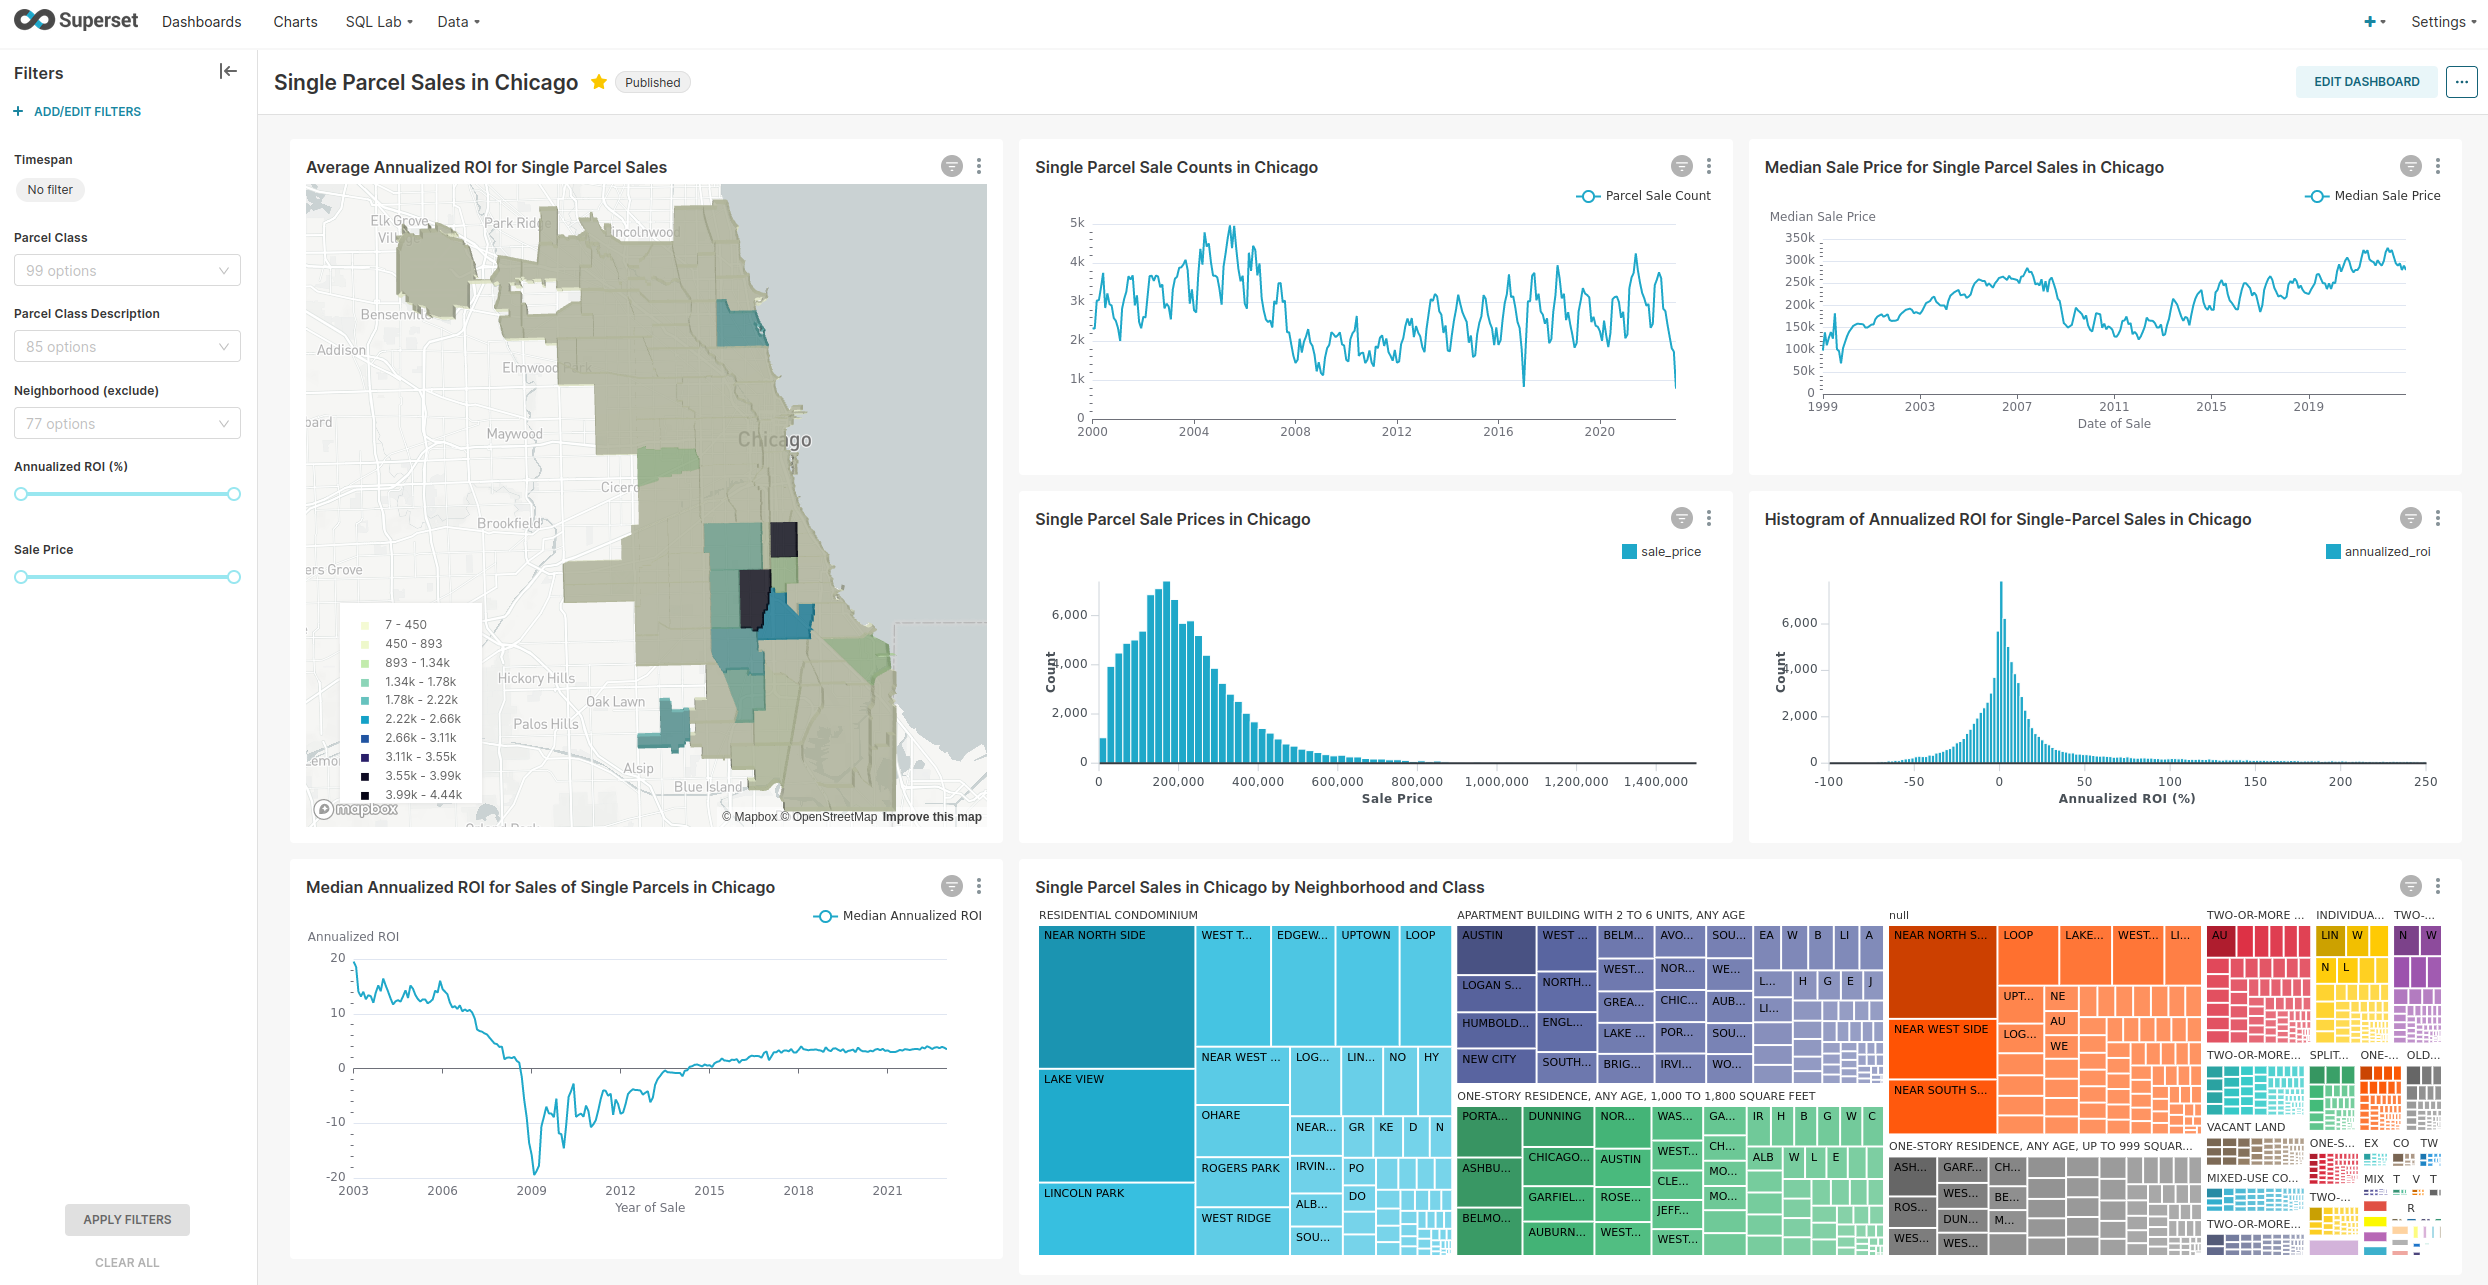 Superset
Dashboards
Charts
SQL Lab
Data
+
Settings
Filters
+ ADD/EDIT FILTERS
Timespan
No filter
Parcel Class
99 options
Parcel Class Description
85 options
Neighborhood (exclude)
77 options
Annualized ROI (%)
Sale Price
APPLY FILTERS
CLEAR ALL
Single Parcel Sales in Chicago
Published
EDIT DASHBOARD
...
Average Annualized ROI for Single Parcel Sales
Elk Grove
Park Ridge
Lincolnwood
Bensenville
Addison
Elmwood Park
Maywood
Chicago
Cicero
Brookfield
ers Grove
Hickory Hills
Oak Lawn
Palos Hills
Alsip
Blue Island
7 - 450
450 - 893
893 - 1.34k
1.34k - 1.78k
1.78k - 2.22k
2.22k - 2.66k
2.66k - 3.11k
3.11k - 3.55k
3.55k - 3.99k
3.99k - 4.44k
mapbox
© Mapbox © OpenStreetMap Improve this map
Single Parcel Sale Counts in Chicago
Parcel Sale Count
5k
4k
3k
2k
1k
0
2000 2004 2008 2012 2016 2020
Median Sale Price for Single Parcel Sales in Chicago
Median Sale Price
Median Sale Price
350k
300k
250k
200k
150k
100k
50k
0
1999 2003 2007 2011 2015 2019
Date of Sale
Single Parcel Sale Prices in Chicago
sale_price
Count
6,000
4,000
2,000
0
0 200,000 400,000 600,000 800,000 1,000,000 1,200,000 1,400,000
Sale Price
Histogram of Annualized ROI for Single-Parcel Sales in Chicago
annualized_roi
Count
6,000
4,000
2,000
0
-100 -50 0 50 100 150 200 250
Annualized ROI (%)
Median Annualized ROI for Sales of Single Parcels in Chicago
Median Annualized ROI
Annualized ROI
20
10
0
-10
-20
2003 2006 2009 2012 2015 2018 2021
Year of Sale
Single Parcel Sales in Chicago by Neighborhood and Class
RESIDENTIAL CONDOMINIUM
NEAR NORTH SIDE
LAKE VIEW
LINCOLN PARK
WEST T...
EDGEW...
UPTOWN
LOOP
NEAR WEST ...
LOG...
LIN...
NO
HY
OHARE
ROGERS PARK
WEST RIDGE
NEAR...
GR
KE
D
N
IRVIN...
PO
ALB...
DO
SOU...
APARTMENT BUILDING WITH 2 TO 6 UNITS, ANY AGE
AUSTIN
LOGAN S...
HUMBOLD...
NEW CITY
WEST ...
NORTH...
ENGL...
SOUTH...
BELM...
WEST...
GREA...
LAKE ...
BRIG...
AVO...
NOR...
CHIC...
POR...
IRVI...
SOU...
WE...
AUB...
SOU...
WO...
EA
W
B
LI
A
L...
H
G
E
J
LI...
ONE-STORY RESIDENCE, ANY AGE, 1,000 TO 1,800 SQUARE FEET
PORTA...
ASHBU...
BELMO...
DUNNING
CHICAGO...
GARFIEL...
AUBURN...
NOR...
AUSTIN
ROSE...
WEST...
WAS...
WEST...
CLE...
JEFF...
WEST...
GA...
CH...
MO...
MO...
IR
H
B
G
W
C
ALB
W
L
E
null
NEAR NORTH S...
NEAR WEST SIDE
NEAR SOUTH S...
LOOP
LAKE...
WEST...
LI...
UPT...
LOG...
NE
AU
WE
ONE-STORY RESIDENCE, ANY AGE, UP TO 999 SQUAR...
ASH...
ROS...
WES...
GARF...
WES...
DUN...
WES...
CH...
BE...
M...
TWO-OR-MORE ...
AU
INDIVIDUA...
LIN
W
N
L
TWO-...
N
W
TWO-OR-MORE...
SPLIT...
ONE-...
OLD...
VACANT LAND
ONE-S...
EX
CO
TW
MIXED-USE CO...
MIX
T
V
T
TWO-...
R
TWO-OR-MORE...